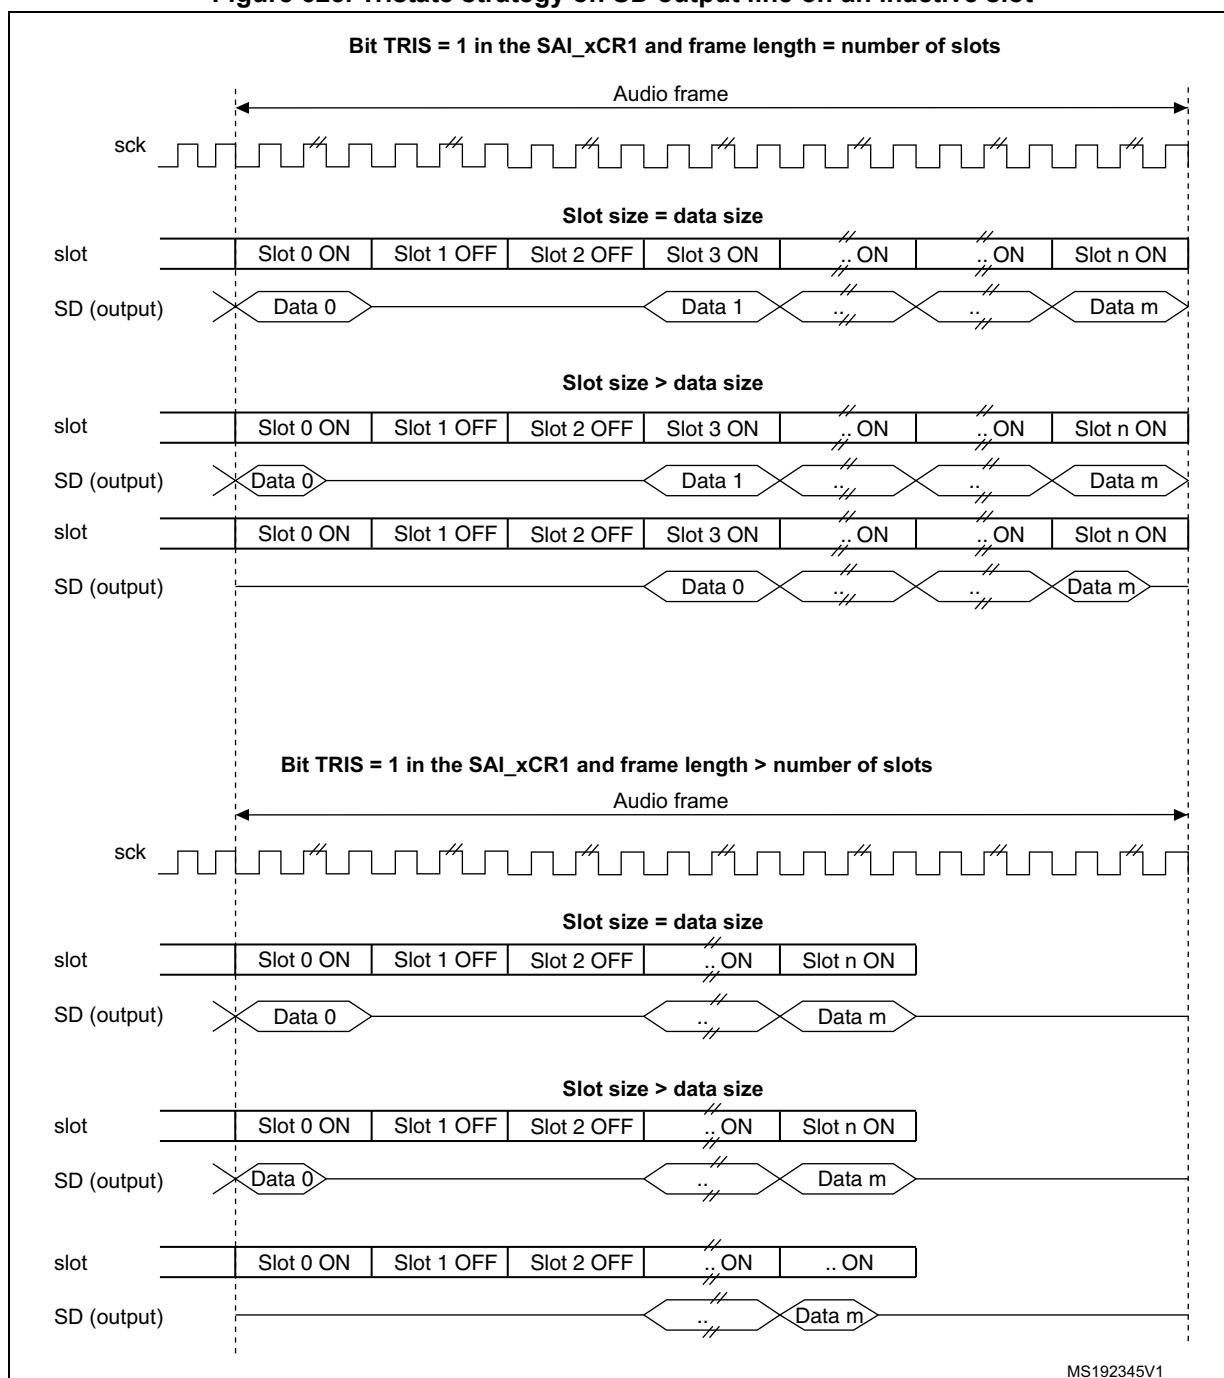 Bit TRIS = 1 in the SAI_xCR1 and frame length = number of slots
Audio frame
sck
Slot size = data size
slot Slot 0 ON Slot 1 OFF Slot 2 OFF Slot 3 ON .. ON .. ON Slot n ON
SD (output) Data 0 Data 1 .. .. Data m
Slot size > data size
slot Slot 0 ON Slot 1 OFF Slot 2 OFF Slot 3 ON .. ON .. ON Slot n ON
SD (output) Data 0 Data 1 .. .. Data m
slot Slot 0 ON Slot 1 OFF Slot 2 OFF Slot 3 ON .. ON .. ON Slot n ON
SD (output) Data 0 .. .. Data m
Bit TRIS = 1 in the SAI_xCR1 and frame length > number of slots
Audio frame
sck
Slot size = data size
slot Slot 0 ON Slot 1 OFF Slot 2 OFF .. ON Slot n ON
SD (output) Data 0 .. Data m
Slot size > data size
slot Slot 0 ON Slot 1 OFF Slot 2 OFF .. ON Slot n ON
SD (output) Data 0 .. Data m
slot Slot 0 ON Slot 1 OFF Slot 2 OFF .. ON .. ON
SD (output) .. Data m
MS192345V1